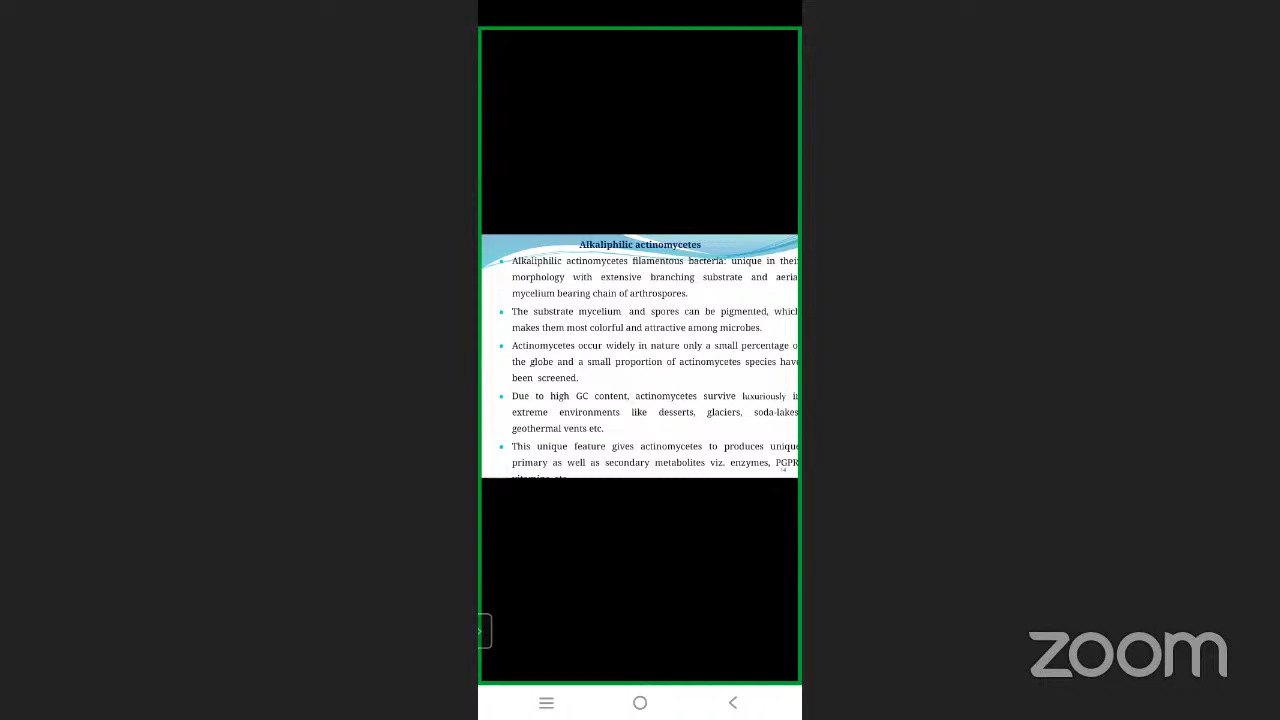 Alkaliphilic actinomycetes
• Alkaliphilic actinomycetes filamentous bacteria: unique in their
morphology with extensive branching substrate and aeria
mycelium bearing chain of arthrospores.
• The substrate mycelium and spores can be pigmented, which
makes them most colorful and attractive among microbes.
• Actinomycetes occur widely in nature only a small percentage o
the globe and a small proportion of actinomycetes species have
been screened.
• Due to high GC content, actinomycetes survive luxuriously in
extreme environments like desserts, glaciers, soda-lakes
geothermal vents etc.
• This unique feature gives actinomycetes to produces unique
primary as well as secondary metabolites viz. enzymes, PGPR
14
zoom